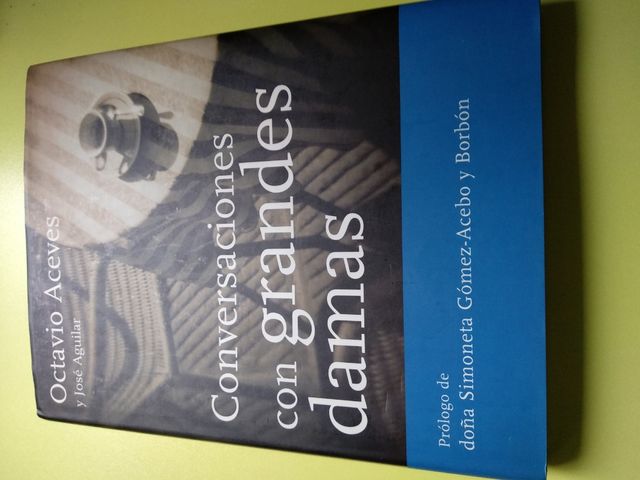 Octavio Aceves
y José Aguilar
Conversaciones
con grandes
damas
Prólogo de
doña Simoneta Gómez-Acebo y Borbón